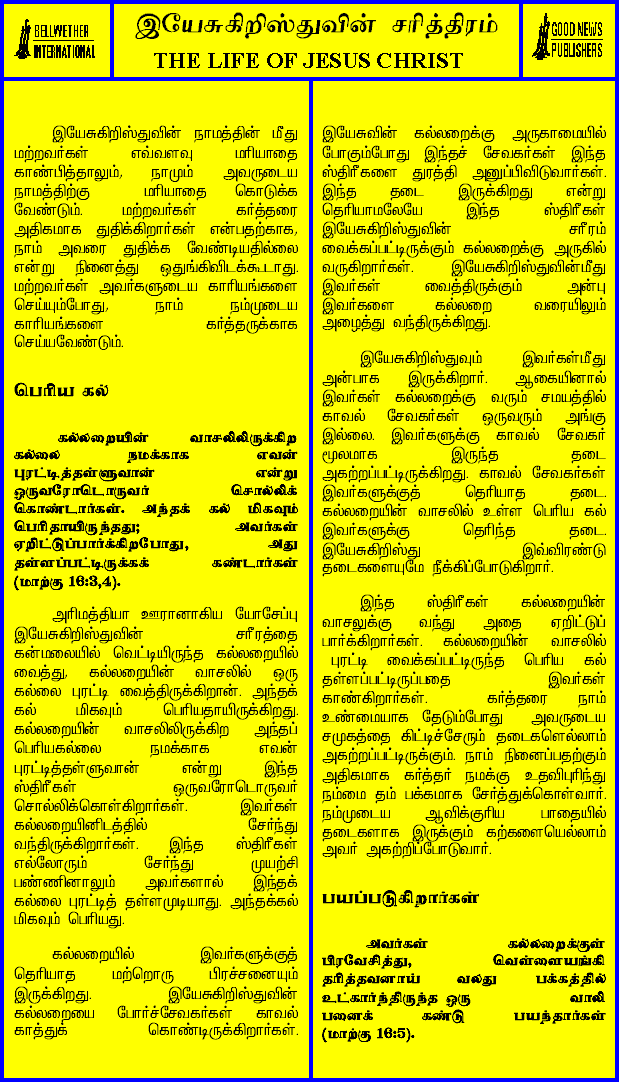 BELLWETHER
INTERNATIONAL
இயேசுகிறிஸ்துவின் சரித்திரம்
THE LIFE OF JESUS CHRIST
GOOD NEWS
PUBLISHERS
இயேசுகிறிஸ்துவின் நாமத்தின் மீது
மற்றவர்கள் எவ்வளவு மரியாதை
காண்பித்தாலும், நாமும் அவருடைய
நாமத்திற்கு மரியாதை கொடுக்க
வேண்டும். மற்றவர்கள் கர்த்தரை
அதிகமாக துதிக்கிறார்கள் என்பதற்காக,
நாம் அவரை துதிக்க வேண்டியதில்லை
என்று நினைத்து ஒதுங்கிவிடக்கூடாது.
மற்றவர்கள் அவர்களுடைய காரியங்களை
செய்யும்போது, நாம் நம்முடைய
காரியங்களை கர்த்தருக்காக
செய்யவேண்டும்.
பெரிய கல்
கல்லறையின் வாசலிலிருக்கிற
கல்லை நமக்காக எவன்
புரட்டித்தள்ளுவான் என்று
ஒருவரோடொருவர் சொல்லிக்
கொண்டார்கள். அந்தக் கல் மிகவும்
பெரிதாயிருந்தது; அவர்கள்
ஏறிட்டுப்பார்க்கிறபோது, அது
தள்ளப்பட்டிருக்கக் கண்டார்கள்
(மாற்கு 16:3,4).
அரிமத்தியா ஊரானாகிய யோசேப்பு
இயேசுகிறிஸ்துவின் சரீரத்தை
கன்மலையில் வெட்டியிருந்த கல்லறையில்
வைத்து, கல்லறையின் வாசலில் ஒரு
கல்லை புரட்டி வைத்திருக்கிறான். அந்தக்
கல் மிகவும் பெரியதாயிருக்கிறது.
கல்லறையின் வாசலிலிருக்கிற அந்தப்
பெரியகல்லை நமக்காக எவன்
புரட்டித்தள்ளுவான் என்று இந்த
ஸ்திரீகள் ஒருவரோடொருவர்
சொல்லிக்கொள்கிறார்கள். இவர்கள்
கல்லறையினிடத்தில் சேர்ந்து
வந்திருக்கிறார்கள். இந்த ஸ்திரீகள்
எல்லோரும் சேர்ந்து முயற்சி
பண்ணினாலும் அவர்களால் இந்தக்
கல்லை புரட்டித் தள்ளமுடியாது. அந்தக்கல்
மிகவும் பெரியது.
கல்லறையில் இவர்களுக்குத்
தெரியாத மற்றொரு பிரச்சனையும்
இருக்கிறது. இயேசுகிறிஸ்துவின்
கல்லறையை போர்ச்சேவகர்கள் காவல்
காத்துக் கொண்டிருக்கிறார்கள்.
இயேசுவின் கல்லறைக்கு அருகாமையில்
போகும்போது இந்தச் சேவகர்கள் இந்த
ஸ்திரீகளை துரத்தி அனுப்பிவிடுவார்கள்.
இந்த தடை இருக்கிறது என்று
தெரியாமலேயே இந்த ஸ்திரீகள்
இயேசுகிறிஸ்துவின் சரீரம்
வைக்கப்பட்டிருக்கும் கல்லறைக்கு அருகில்
வருகிறார்கள். இயேசுகிறிஸ்துவின்மீது
இவர்கள் வைத்திருக்கும் அன்பு
இவர்களை கல்லறை வரையிலும்
அழைத்து வந்திருக்கிறது.
இயேசுகிறிஸ்துவும் இவர்கள்மீது
அன்பாக இருக்கிறார். ஆகையினால்
இவர்கள் கல்லறைக்கு வரும் சமயத்தில்
காவல் சேவகர்கள் ஒருவரும் அங்கு
இல்லை. இவர்களுக்கு காவல் சேவகர்
மூலமாக இருந்த தடை
அகற்றப்பட்டிருக்கிறது. காவல் சேவகர்கள்
இவர்களுக்குத் தெரியாத தடை.
கல்லறையின் வாசலில் உள்ள பெரிய கல்
இவர்களுக்கு தெரிந்த தடை.
இயேசுகிறிஸ்து இவ்விரண்டு
தடைகளையுமே நீக்கிப்போடுகிறார்.
இந்த ஸ்திரீகள் கல்லறையின்
வாசலுக்கு வந்து அதை ஏறிட்டுப்
பார்க்கிறார்கள். கல்லறையின் வாசலில்
புரட்டி வைக்கப்பட்டிருந்த பெரிய கல்
தள்ளப்பட்டிருப்பதை இவர்கள்
காண்கிறார்கள். கர்த்தரை நாம்
உண்மையாக தேடும்போது அவருடைய
சமுகத்தை கிட்டிச்சேரும் தடைகளெல்லாம்
அகற்றப்பட்டிருக்கும். நாம் நினைப்பதற்கும்
அதிகமாக கர்த்தர் நமக்கு உதவிபுரிந்து
நம்மை தம் பக்கமாக சேர்த்துக்கொள்வார்.
நம்முடைய ஆவிக்குரிய பாதையில்
தடைகளாக இருக்கும் கற்களையெல்லாம்
அவர் அகற்றிப்போடுவார்.
பயப்படுகிறார்கள்
அவர்கள் கல்லறைக்குள்
பிரவேசித்து, வெள்ளையங்கி
தரித்தவனாய் வலது பக்கத்தில்
உட்கார்ந்திருந்த ஒரு வாலி
பனைக் கண்டு பயந்தார்கள்
(மாற்கு 16:5).